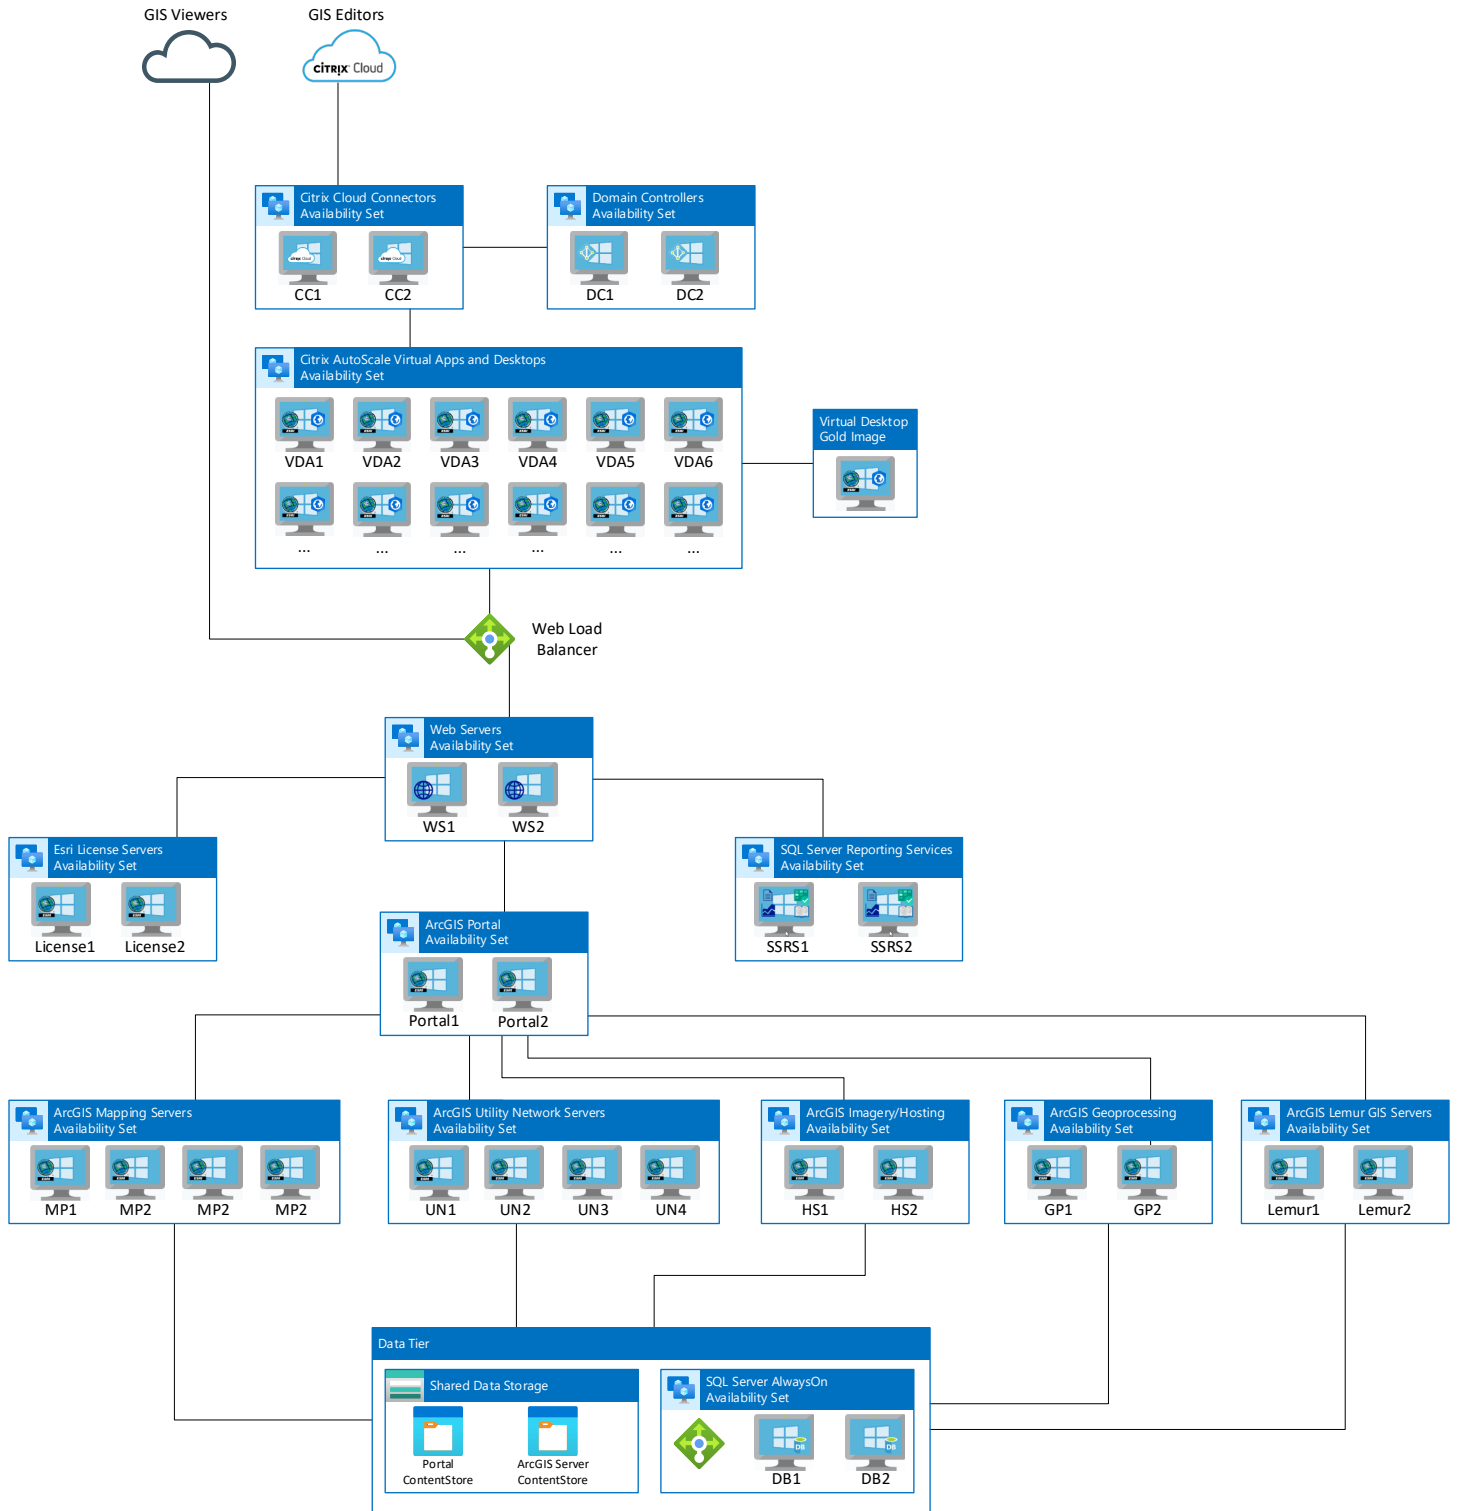 GIS Viewers
GIS Editors
citrix Cloud
Citrix Cloud Connectors
Availability Set
CC1
CC2
Domain Controllers
Availability Set
DC1
DC2
Citrix AutoScale Virtual Apps and Desktops
Availability Set
VDA1
VDA2
VDA3
VDA4
VDA5
VDA6
...
...
...
...
...
...
Virtual Desktop
Gold Image
Web Load
Balancer
Web Servers
Availability Set
WS1
WS2
Esri License Servers
Availability Set
License1
License2
SQL Server Reporting Services
Availability Set
SSRS1
SSRS2
ArcGIS Portal
Availability Set
Portal1
Portal2
ArcGIS Mapping Servers
Availability Set
MP1
MP2
MP2
MP2
ArcGIS Utility Network Servers
Availability Set
UN1
UN2
UN3
UN4
ArcGIS Imagery/Hosting
Availability Set
HS1
HS2
ArcGIS Geoprocessing
Availability Set
GP1
GP2
ArcGIS Lemur GIS Servers
Availability Set
Lemur1
Lemur2
Data Tier
Shared Data Storage
Portal
ContentStore
ArcGIS Server
ContentStore
SQL Server AlwaysOn
Availability Set
DB
DB1
DB
DB2